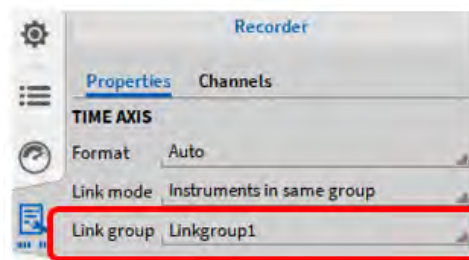 Recorder
Properties Channels
TIME AXIS
Format Auto
Link mode Instruments in same group
Link group Linkgroup1